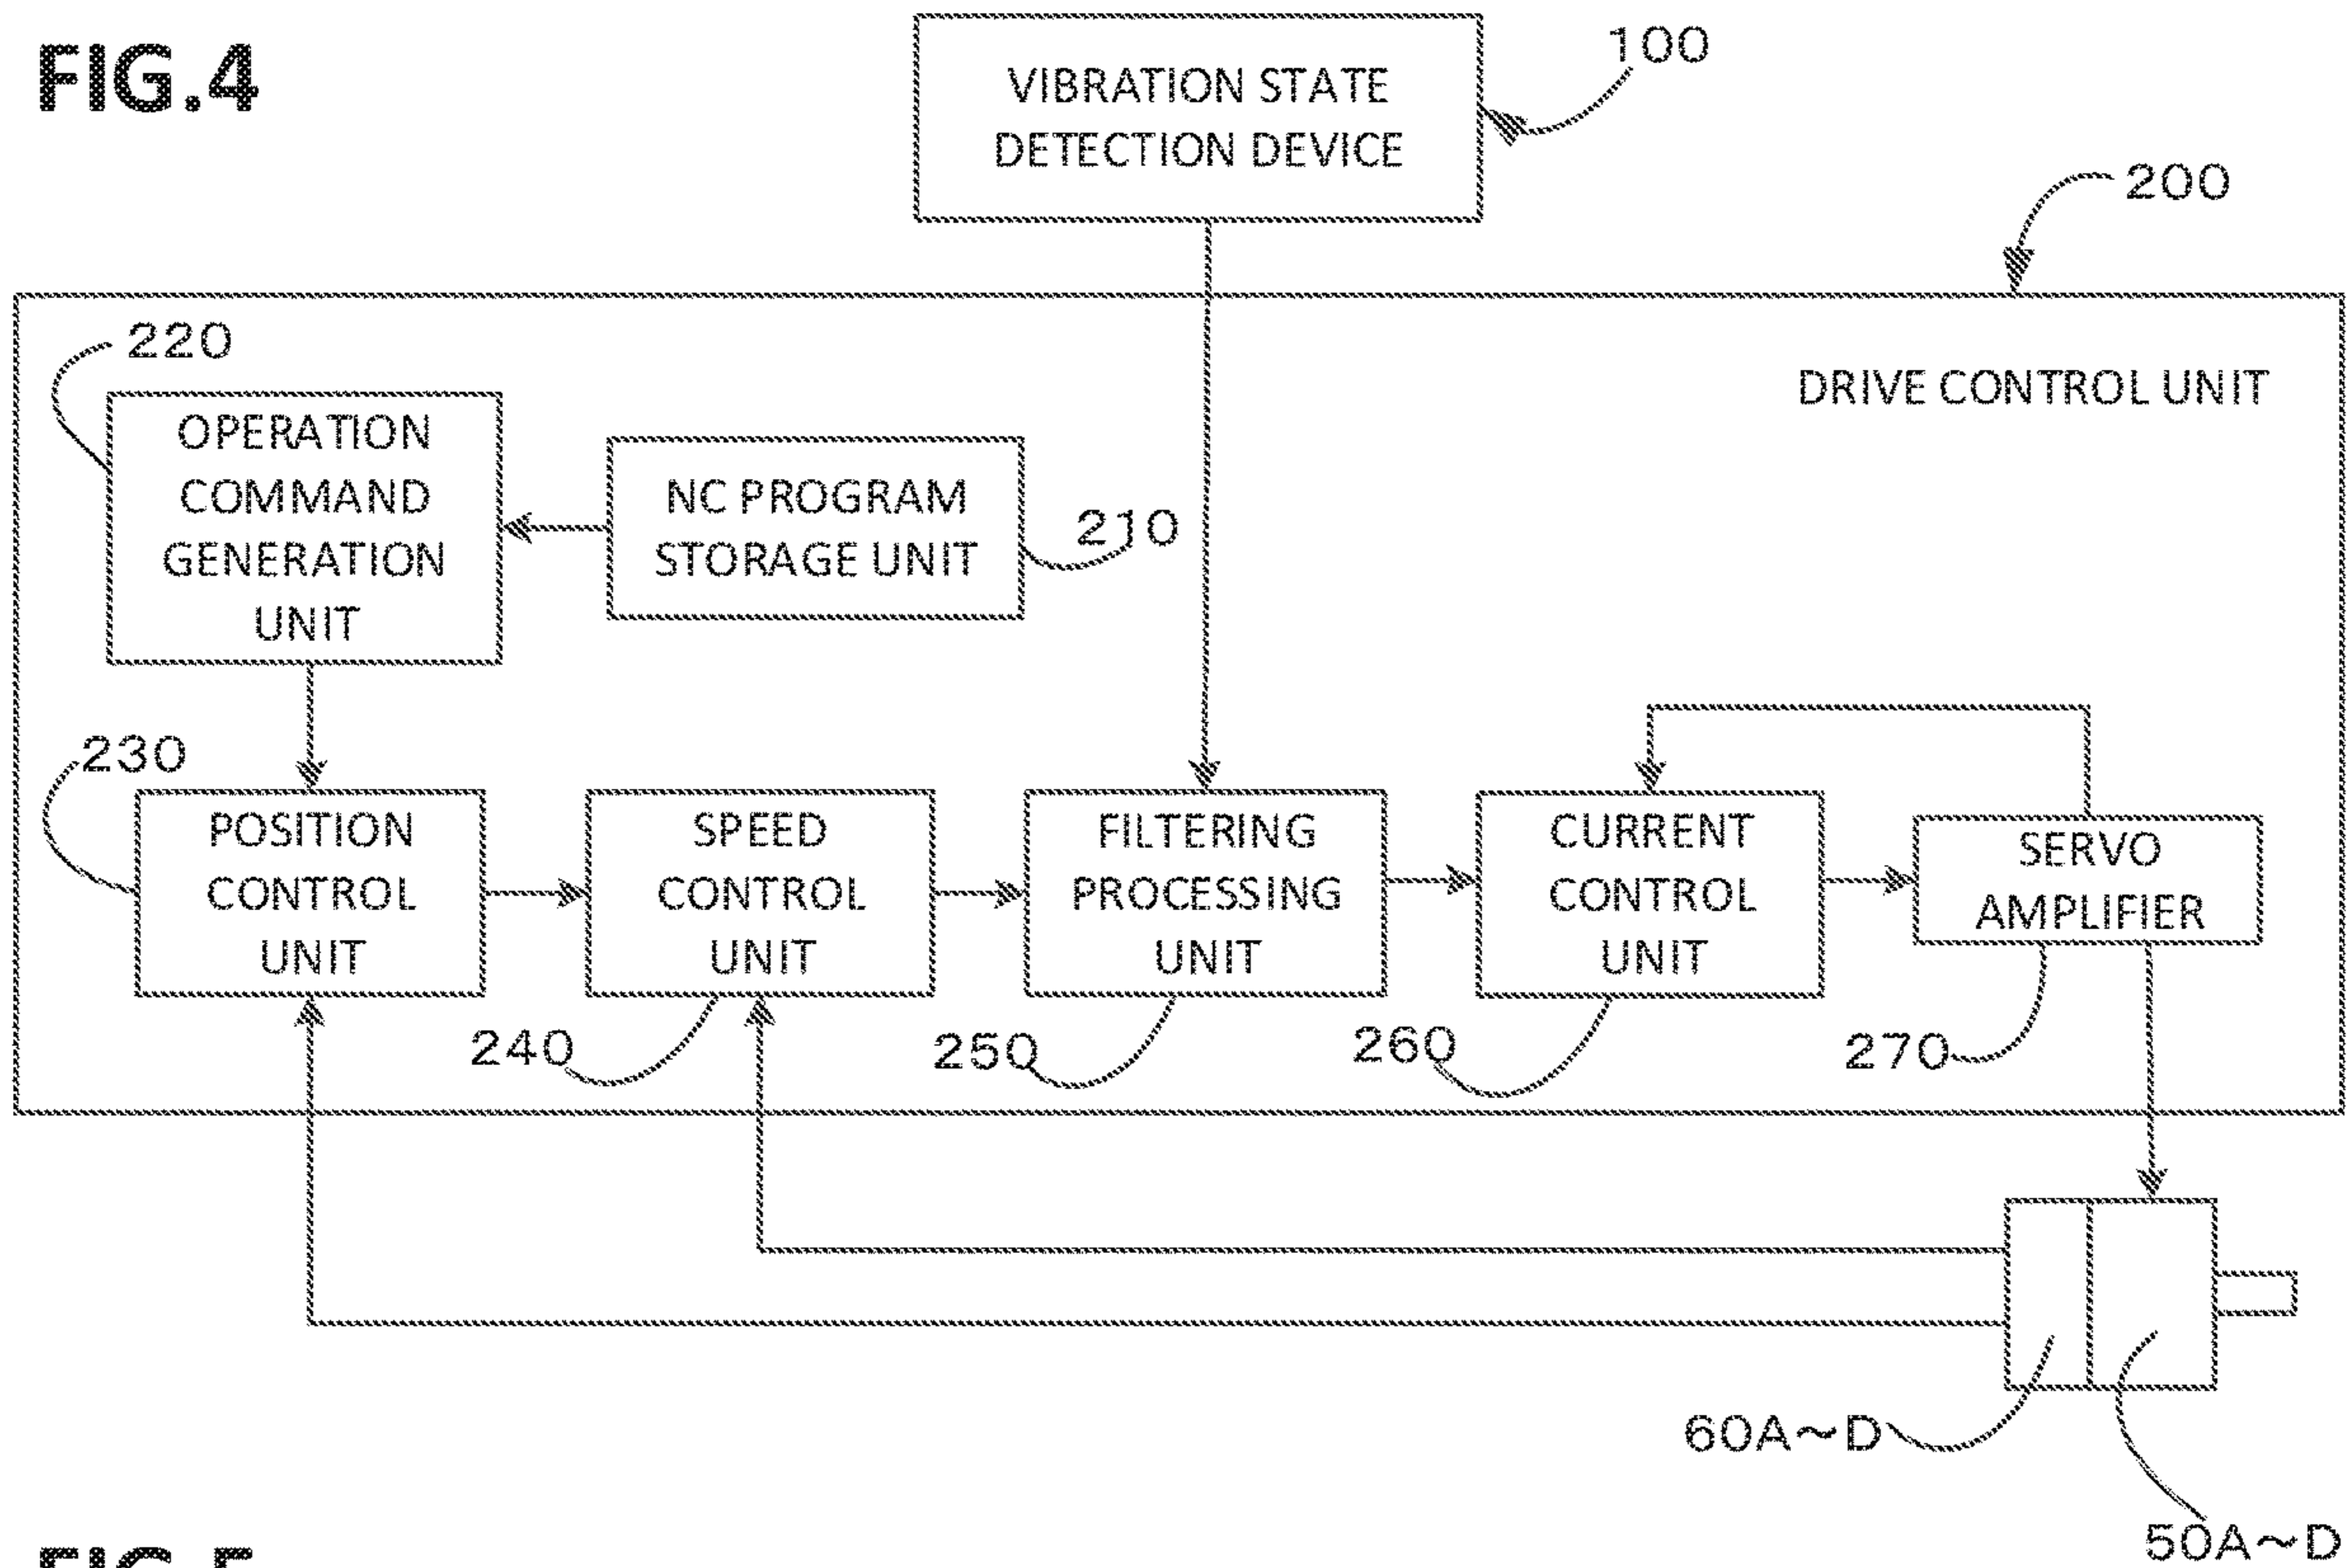 FIG.4
VIBRATION STATE
DETECTION DEVICE
100
200
DRIVE CONTROL UNIT
220
OPERATION
COMMAND
GENERATION
UNIT
NC PROGRAM
STORAGE UNIT
210
230
POSITION
CONTROL
UNIT
SPEED
CONTROL
UNIT
FILTERING
PROCESSING
UNIT
CURRENT
CONTROL
UNIT
SERVO
AMPLIFIER
240
250
260
270
60A~D
50A~D
FIG.5